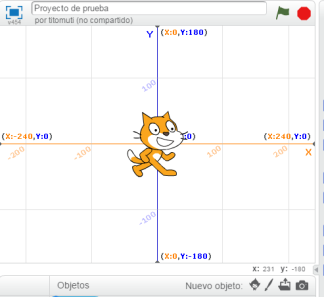 Proyecto de prueba
por titomuti (no compartido)
v454
Y (X:0,Y:180)
100
(X:-240,Y:0) 0) (X:240,Y:0)
-200 -100 100 200 X
-100
(X:0,Y:-180)
x: 231 y: -180
Objetos Nuevo objeto: